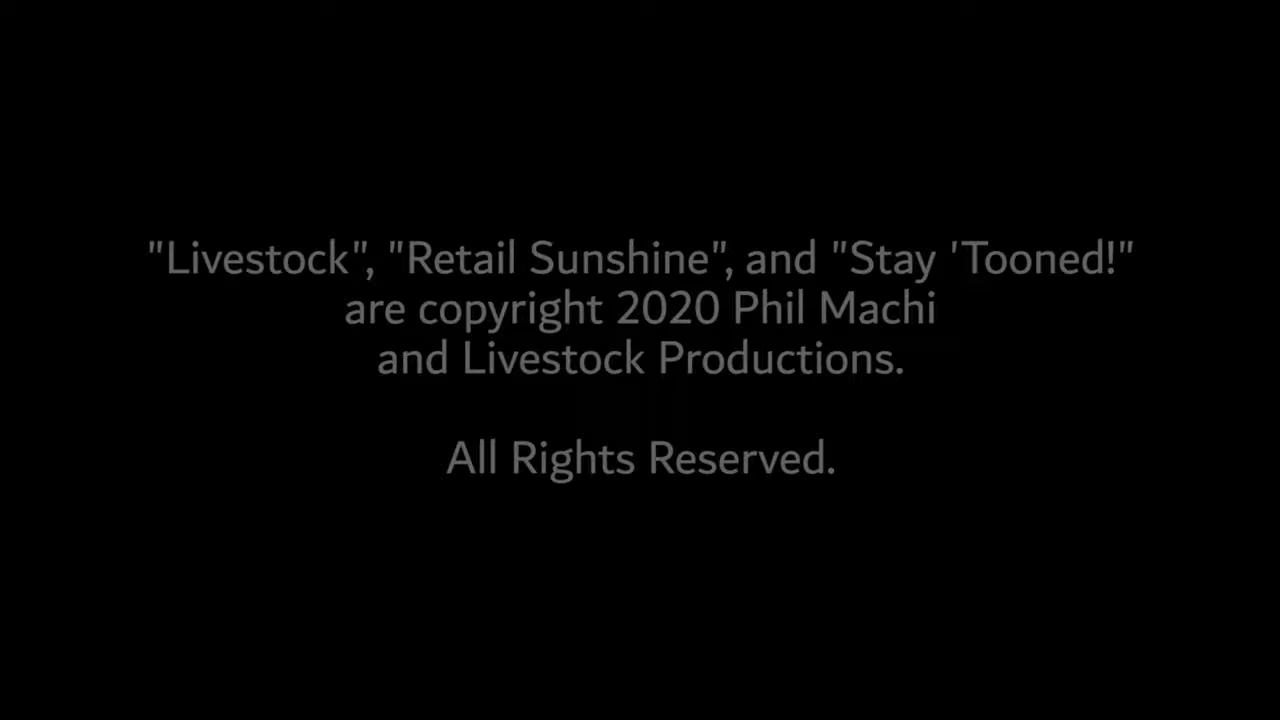 "Livestock", "Retail Sunshine", and "Stay 'Tooned!"
are copyright 2020 Phil Machi
and Livestock Productions.
All Rights Reserved.